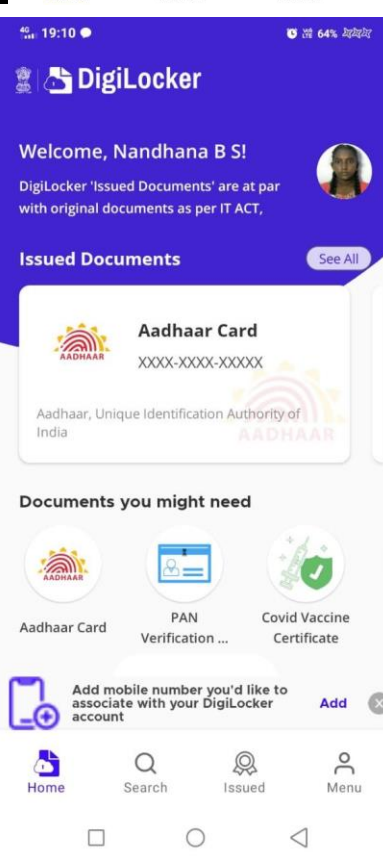 4G 19:10
64%
DigiLocker
Welcome, Nandhana B S!
DigiLocker 'Issued Documents' are at par
with original documents as per IT ACT,
Issued Documents
See All
Aadhaar Card
AADHAAR
XXXX-XXXX-XXXXX
Aadhaar, Unique Identification Authority of
India
AADHAAR
Documents you might need
AADHAAR
Aadhaar Card
PAN
Verification ...
Covid Vaccine
Certificate
Add mobile number you'd like to
associate with your DigiLocker
account
Add
Home
Search
Issued
Menu